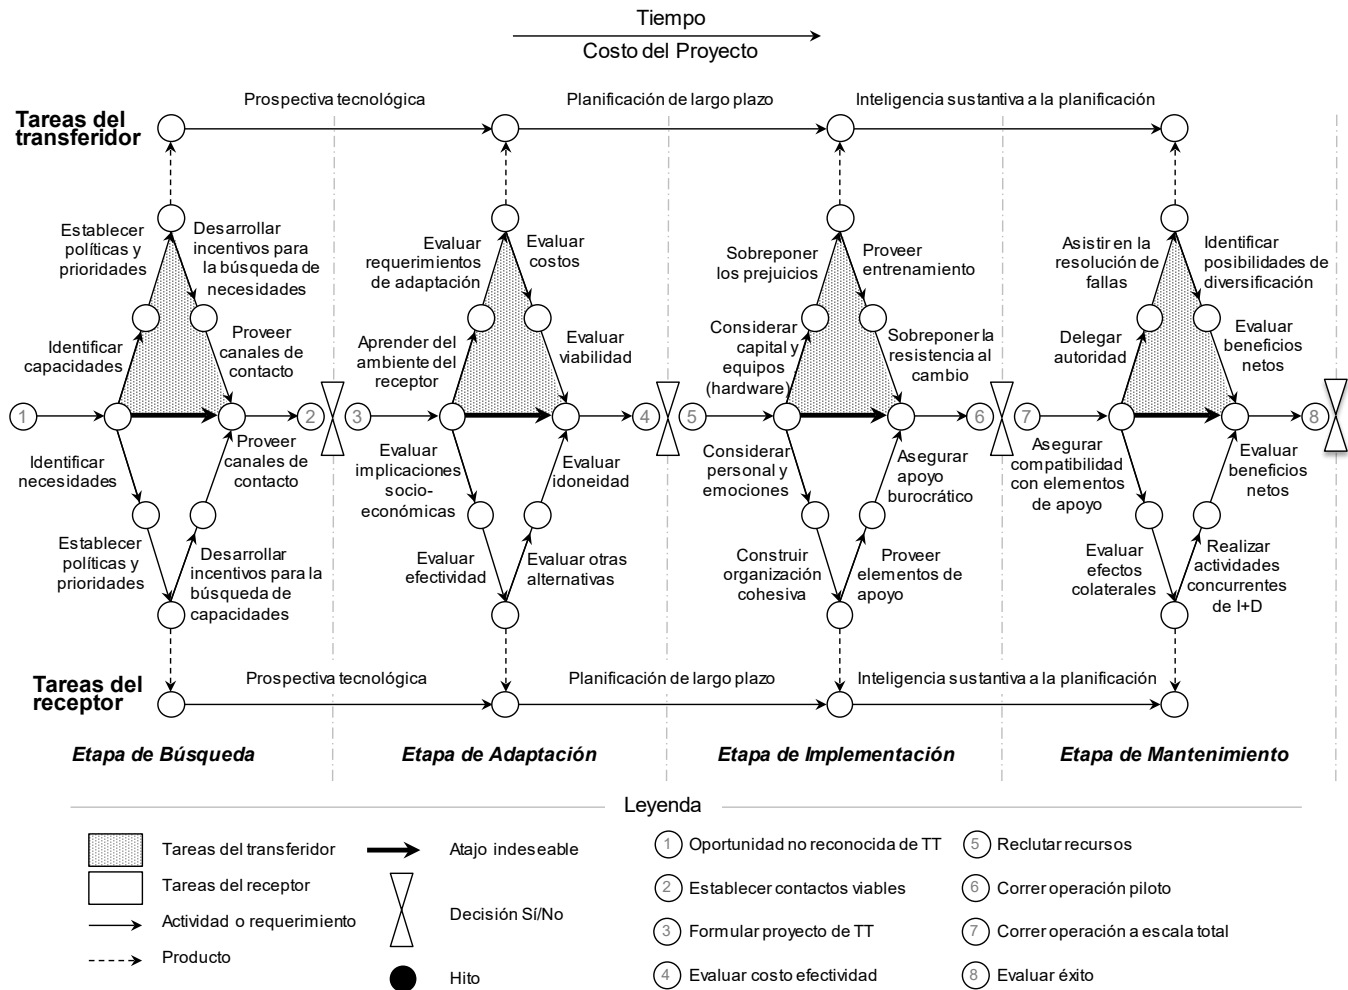 Tiempo
Costo del Proyecto
Prospectiva tecnológica
Planificación de largo plazo
Inteligencia sustantiva a la planificación
Tareas del
transferidor
Establecer
políticas y
prioridades
Desarrollar
incentivos para
la búsqueda de
necesidades
Identificar
capacidades
Proveer
canales de
contacto
1
2
Identificar
necesidades
Proveer
canales de
contacto
Establecer
políticas y
prioridades
Desarrollar
incentivos para la
búsqueda de
capacidades
Evaluar
requerimientos
de adaptación
Evaluar
costos
Aprender del
ambiente del
receptor
Evaluar
viabilidad
3
4
Evaluar
implicaciones
socio-
económicas
Evaluar
idoneidad
Evaluar
efectividad
Evaluar otras
alternativas
Sobreponer
los prejuicios
Proveer
entrenamiento
Considerar
capital y
equipos
(hardware)
Sobreponer la
resistencia al
cambio
5
6
Considerar
personal y
emociones
Asegurar
apoyo
burocrático
Construir
organización
cohesiva
Proveer
elementos de
apoyo
Asistir en la
resolución de
fallas
Identificar
posibilidades de
diversificación
Delegar
autoridad
Evaluar
beneficios
netos
7
8
Asegurar
compatibilidad
con elementos
de apoyo
Evaluar
beneficios
netos
Evaluar
efectos
colaterales
Realizar
actividades
concurrentes
de I+D
Tareas del
receptor
Prospectiva tecnológica
Planificación de largo plazo
Inteligencia sustantiva a la planificación
Etapa de Búsqueda
Etapa de Adaptación
Etapa de Implementación
Etapa de Mantenimiento
Leyenda
Tareas del transferidor
Tareas del receptor
Actividad o requerimiento
Producto
Atajo indeseable
Decisión Sí/No
Hito
1 Oportunidad no reconocida de TT
2 Establecer contactos viables
3 Formular proyecto de TT
4 Evaluar costo efectividad
5 Reclutar recursos
6 Correr operación piloto
7 Correr operación a escala total
8 Evaluar éxito